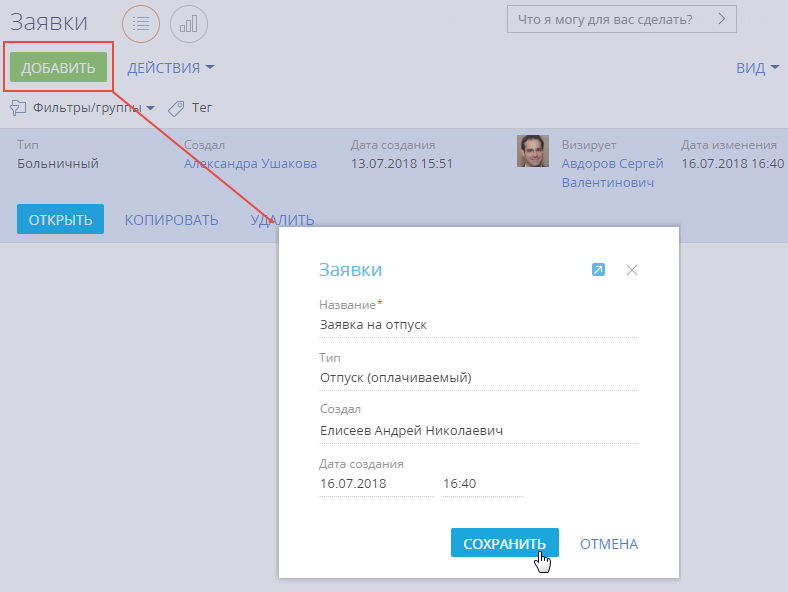 Заявки
Что я могу для вас сделать?
ДОБАВИТЬ
ДЕЙСТВИЯ
ВИД
Фильтры/группы
Тег
Тип
Создал
Дата создания
Визирует
Дата изменения
Больничный
Александра Ушакова
13.07.2018 15:51
Авдоров Сергей
Валентинович
16.07.2018 16:40
ОТКРЫТЬ
КОПИРОВАТЬ
УДАЛИТЬ
Заявки
Название*
Заявка на отпуск
Тип
Отпуск (оплачиваемый)
Создал
Елисеев Андрей Николаевич
Дата создания
16.07.2018 16:40
СОХРАНИТЬ
ОТМЕНА